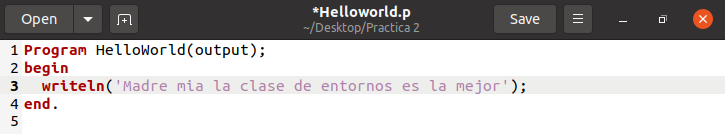 Open
*Helloworld.p
~/Desktop/Practica 2
Save
1 Program HelloWorld(output);
2 begin
3   writeln('Madre mia la clase de entornos es la mejor');
4 end.
5